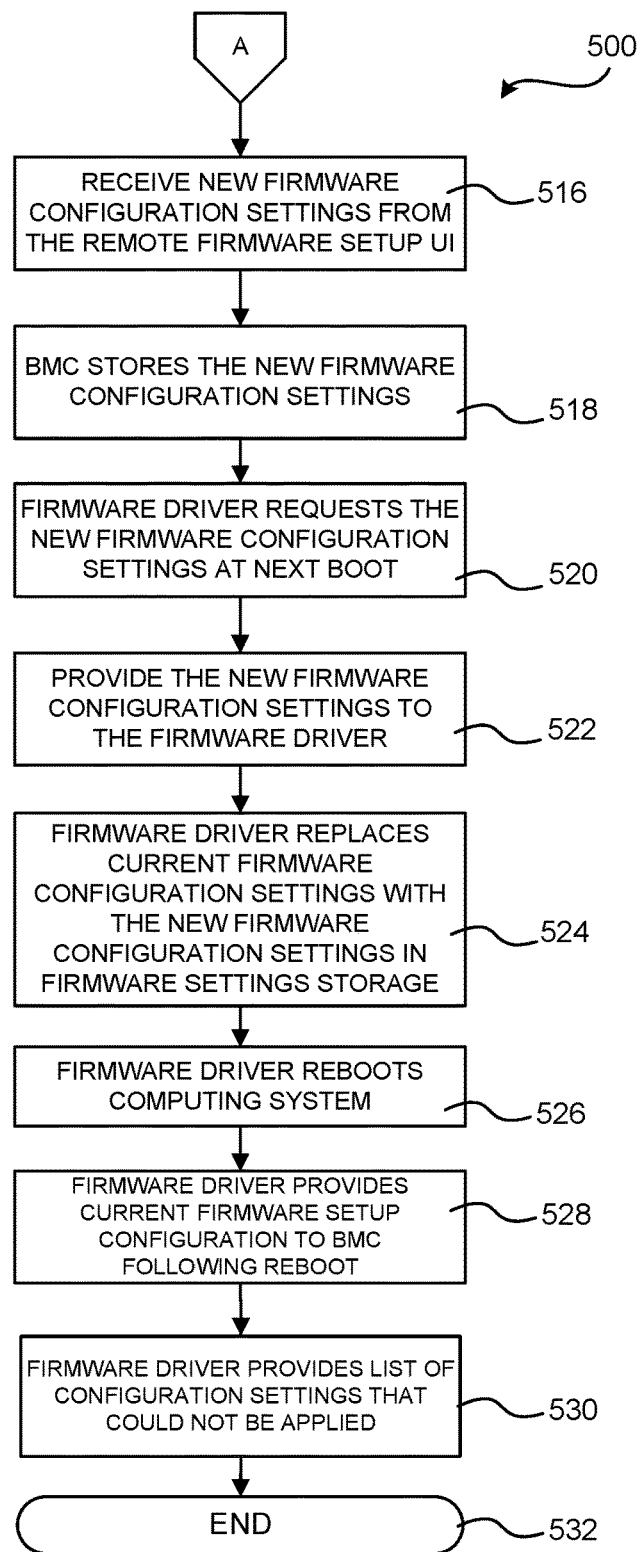 A
500
RECEIVE NEW FIRMWARE
CONFIGURATION SETTINGS FROM
THE REMOTE FIRMWARE SETUP UI
516
BMC STORES THE NEW FIRMWARE
CONFIGURATION SETTINGS
518
FIRMWARE DRIVER REQUESTS THE
NEW FIRMWARE CONFIGURATION
SETTINGS AT NEXT BOOT
520
PROVIDE THE NEW FIRMWARE
CONFIGURATION SETTINGS TO
THE FIRMWARE DRIVER
522
FIRMWARE DRIVER REPLACES
CURRENT FIRMWARE
CONFIGURATION SETTINGS WITH
THE NEW FIRMWARE
CONFIGURATION SETTINGS IN
FIRMWARE SETTINGS STORAGE
524
FIRMWARE DRIVER REBOOTS
COMPUTING SYSTEM
526
FIRMWARE DRIVER PROVIDES
CURRENT FIRMWARE SETUP
CONFIGURATION TO BMC
FOLLOWING REBOOT
528
FIRMWARE DRIVER PROVIDES LIST OF
CONFIGURATION SETTINGS THAT
COULD NOT BE APPLIED
530
END
532